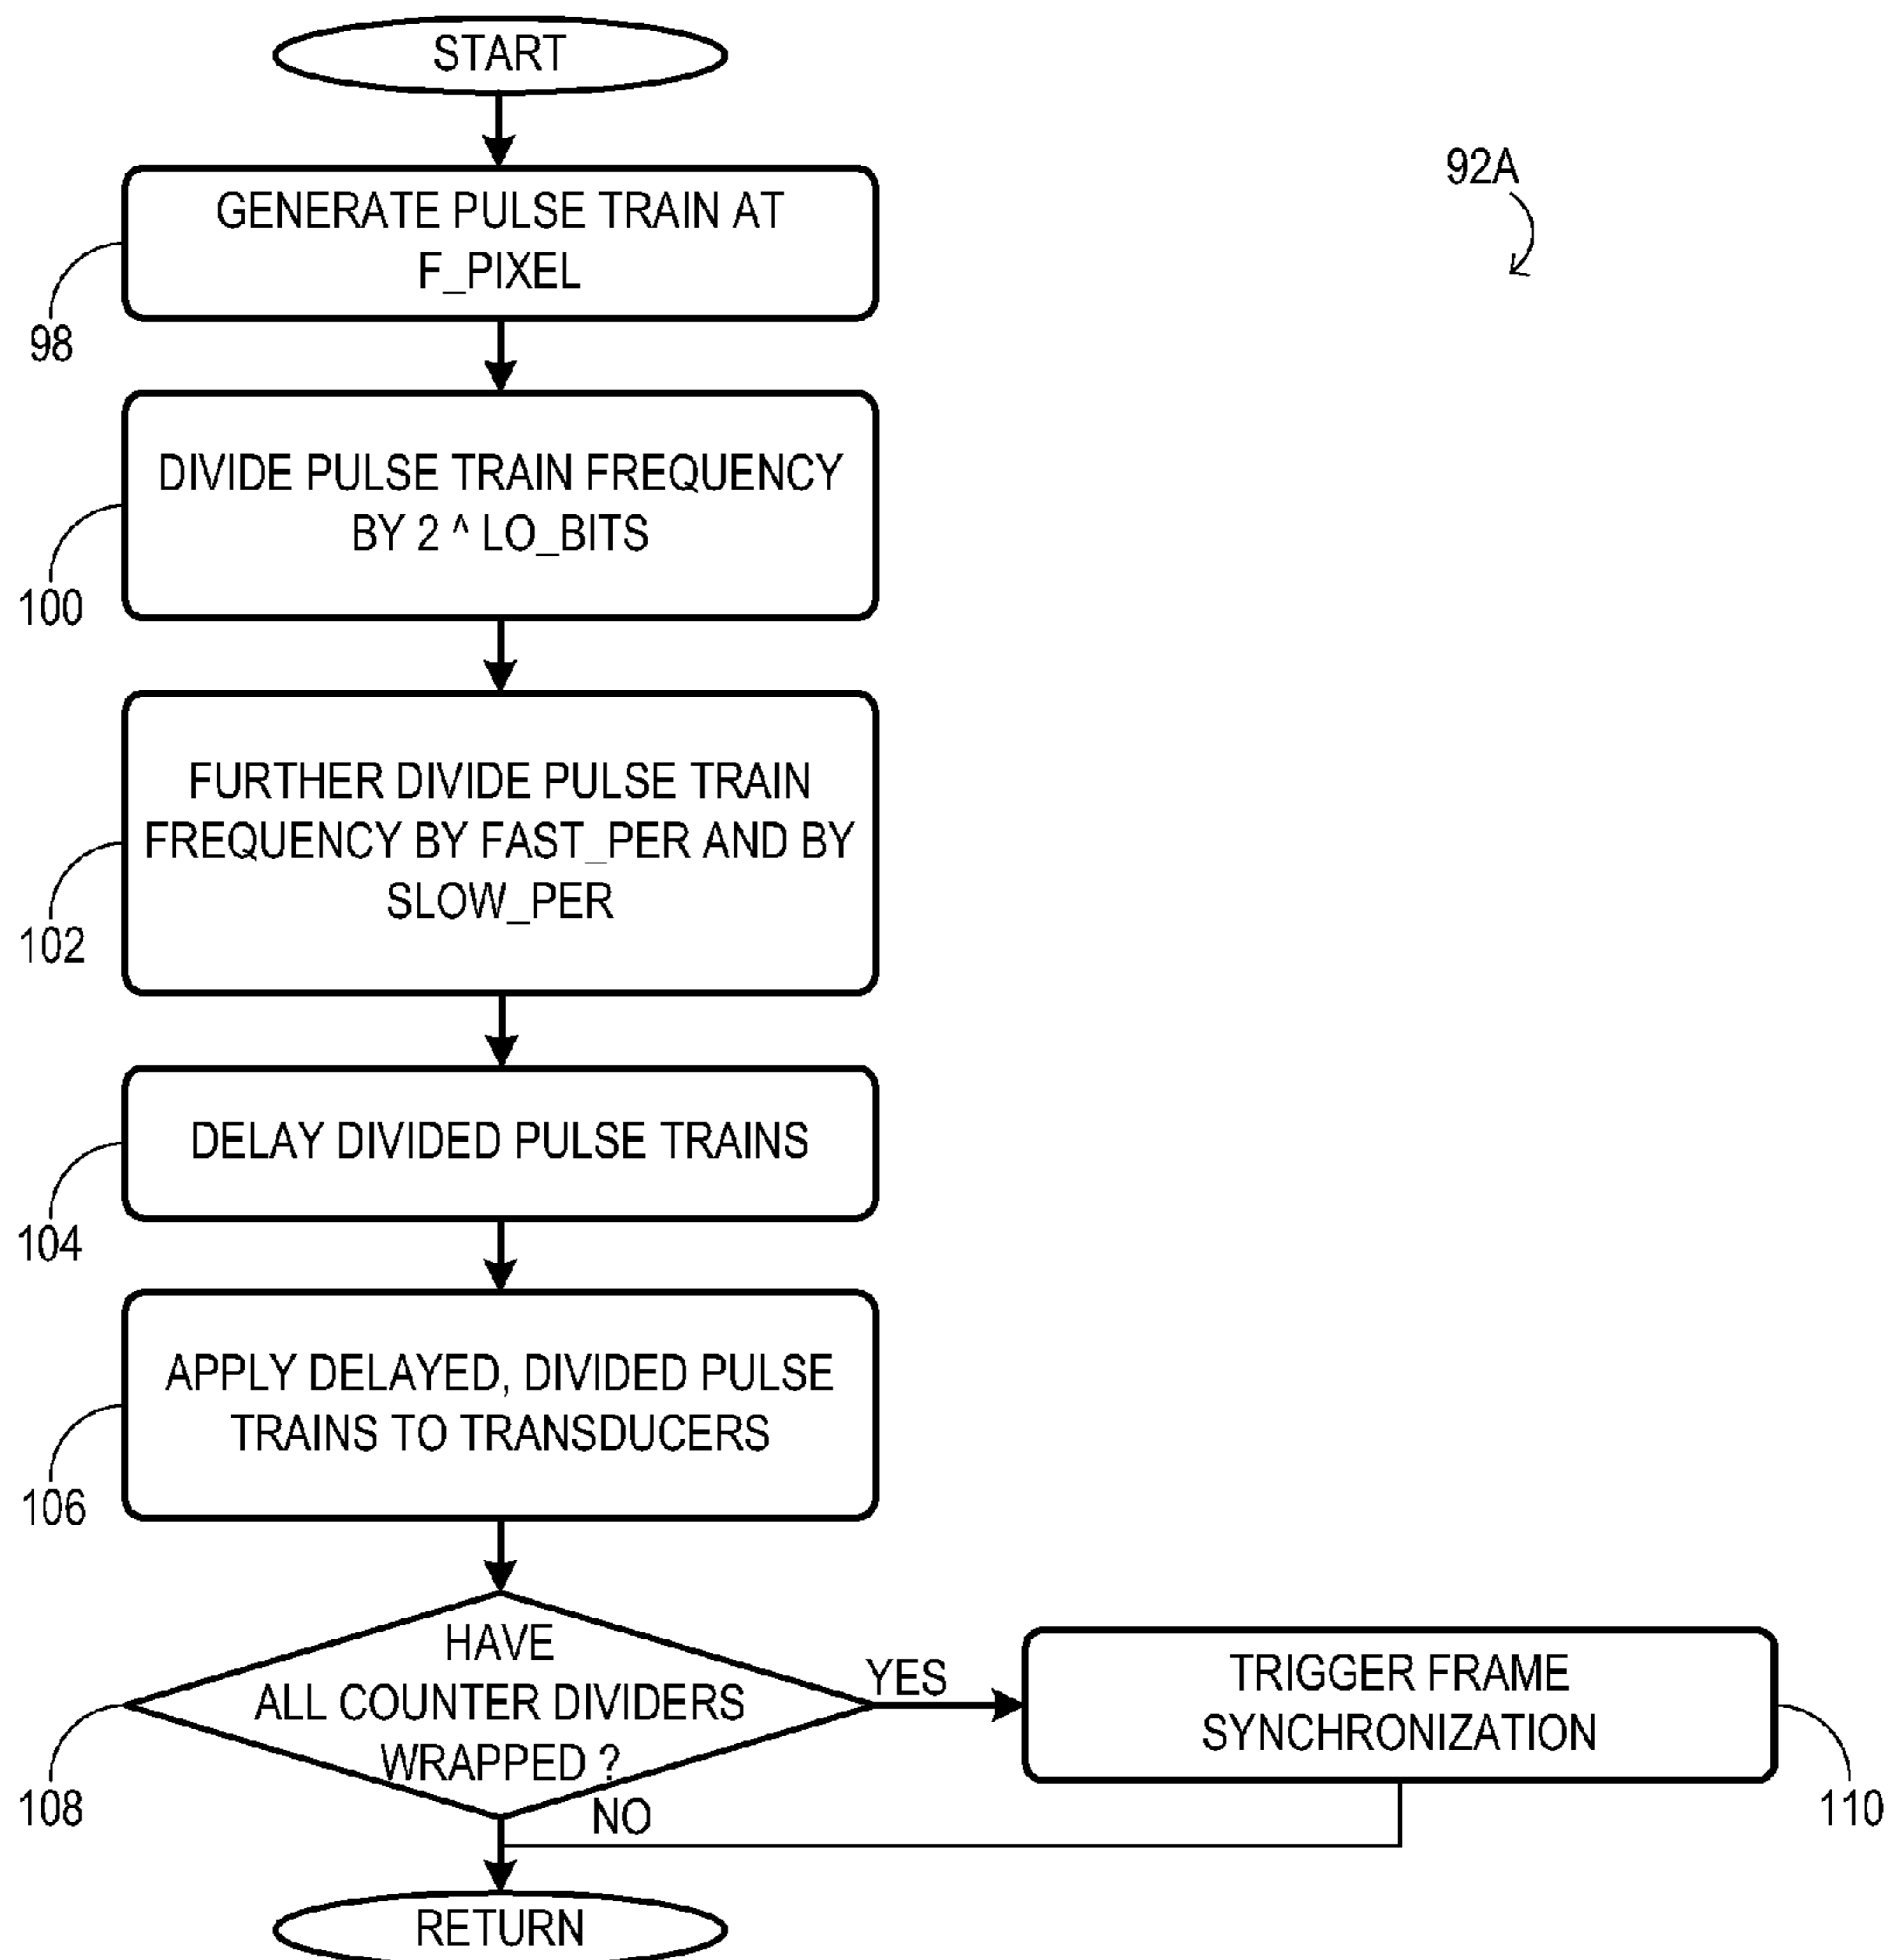 START
92A
GENERATE PULSE TRAIN AT
F_PIXEL
98
DIVIDE PULSE TRAIN FREQUENCY
BY 2 ^ LO_BITS
100
FURTHER DIVIDE PULSE TRAIN
FREQUENCY BY FAST_PER AND BY
SLOW_PER
102
DELAY DIVIDED PULSE TRAINS
104
APPLY DELAYED, DIVIDED PULSE
TRAINS TO TRANSDUCERS
106
HAVE
ALL COUNTER DIVIDERS
WRAPPED ?
108
YES
TRIGGER FRAME
SYNCHRONIZATION
110
NO
RETURN